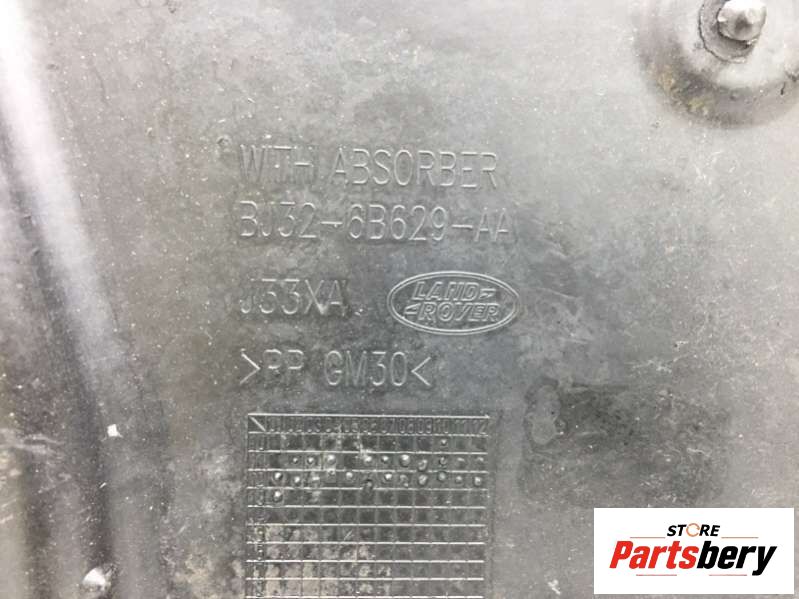 WITH ABSORBER
BJ32-6B629-AA
J33XA
LAND
ROVER
>PP GM30<
STORE
Partsbery